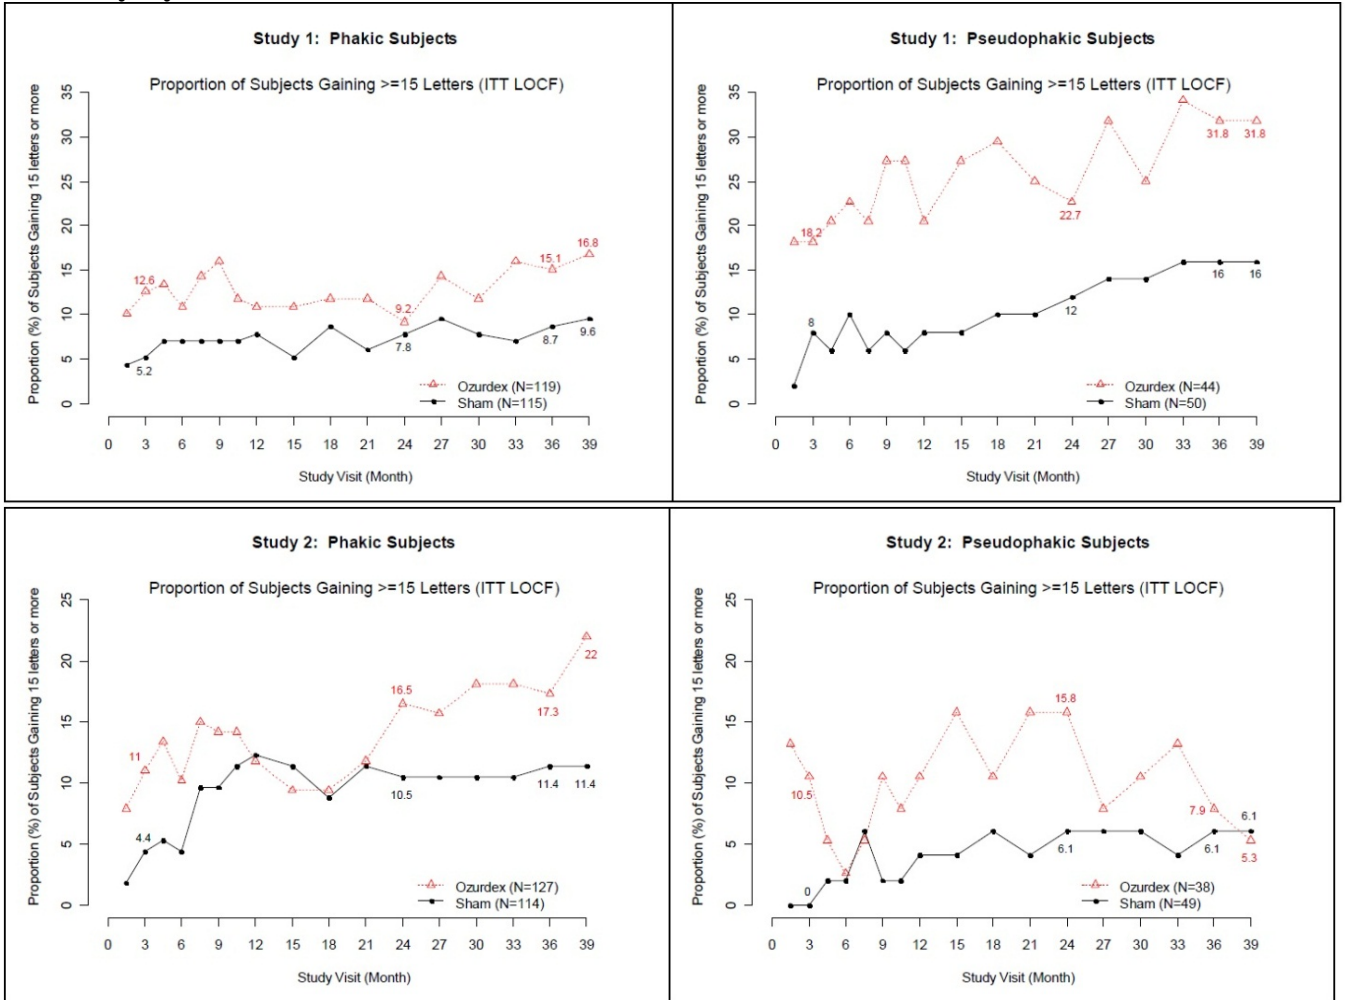 Study 1: Phakic Subjects
Proportion of Subjects Gaining >=15 Letters (ITT LOCF)
Proportion (%) of Subjects Gaining 15 letters or more
35
30
25
20
15
10
5
0
12.6
9.2
15.1
16.8
5.2
7.8
8.7
9.6
Ozurdex (N=119)
Sham (N=115)
0 3 6 9 12 15 18 21 24 27 30 33 36 39
Study Visit (Month)
Study 1: Pseudophakic Subjects
Proportion of Subjects Gaining >=15 Letters (ITT LOCF)
Proportion (%) of Subjects Gaining 15 letters or more
35
30
25
20
15
10
5
0
18.2
22.7
31.8
31.8
8
12
16
16
Ozurdex (N=44)
Sham (N=50)
0 3 6 9 12 15 18 21 24 27 30 33 36 39
Study Visit (Month)
Study 2: Phakic Subjects
Proportion of Subjects Gaining >=15 Letters (ITT LOCF)
Proportion (%) of Subjects Gaining 15 letters or more
25
20
15
10
5
0
11
16.5
17.3
22
4.4
10.5
11.4
11.4
Ozurdex (N=127)
Sham (N=114)
0 3 6 9 12 15 18 21 24 27 30 33 36 39
Study Visit (Month)
Study 2: Pseudophakic Subjects
Proportion of Subjects Gaining >=15 Letters (ITT LOCF)
Proportion (%) of Subjects Gaining 15 letters or more
25
20
15
10
5
0
10.5
15.8
7.9
5.3
0
6.1
6.1
6.1
Ozurdex (N=38)
Sham (N=49)
0 3 6 9 12 15 18 21 24 27 30 33 36 39
Study Visit (Month)